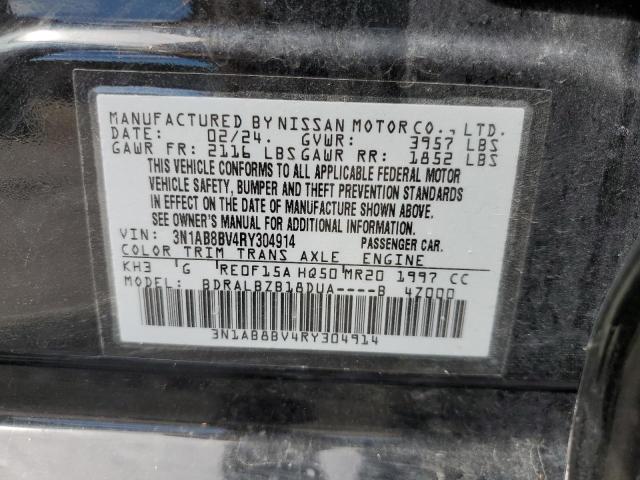 MANUFACTURED BY NISSAN MOTOR CO., LTD.
DATE: 02/24. GVWR: 3957 LBS
GAWR FR: 2116 LBS GAWR RR: 1852 LBS
THIS VEHICLE CONFORMS TO ALL APPLICABLE FEDERAL MOTOR
VEHICLE SAFETY, BUMPER AND THEFT PREVENTION STANDARDS
IN EFFECT ON THE DATE OF MANUFACTURE SHOWN ABOVE.
SEE OWNER'S MANUAL FOR ADDITIONAL INFORMATION.
VIN: 3N1AB8BV4RY304914 PASSENGER CAR.
COLOR TRIM TRANS AXLE ENGINE
KH3 G RE0F15A HQ50 MR20 1997 CC
MODEL: BDRALBZB18DUA----B 47000
3N1AB8BV4RY304914